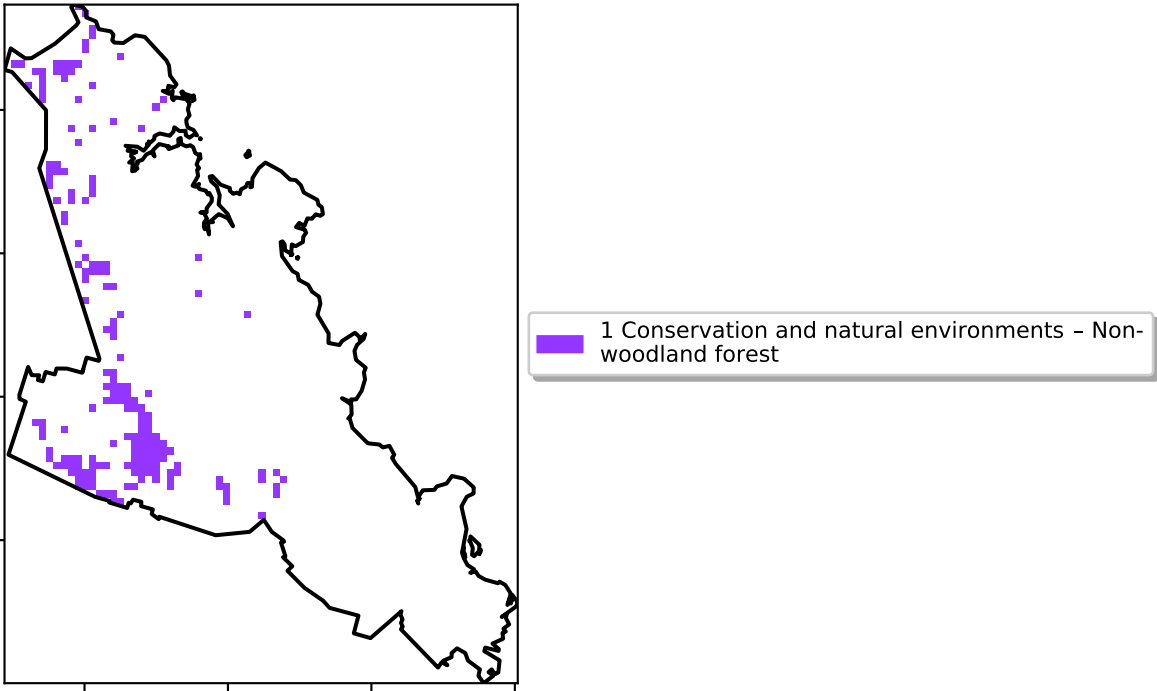 1 Conservation and natural environments – Non-
woodland forest